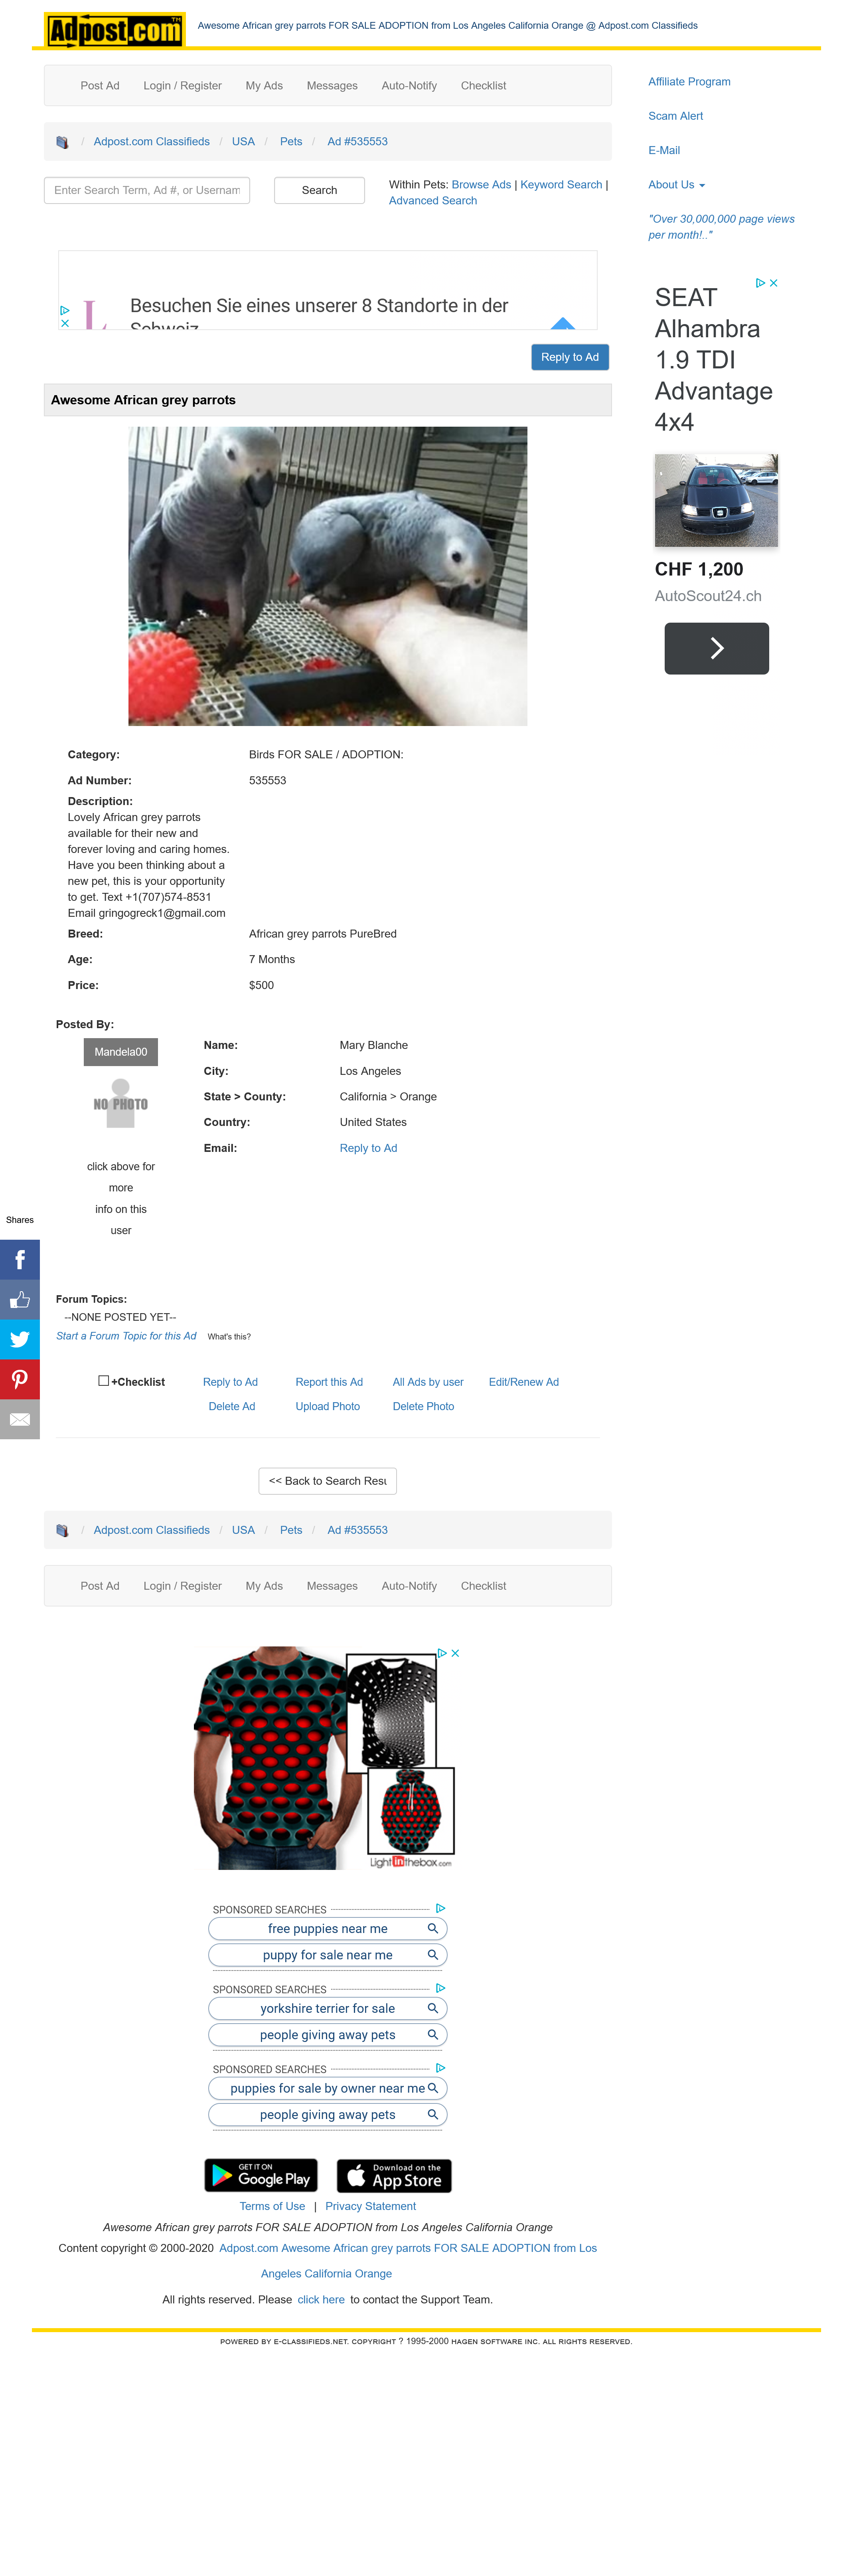 Adpost.com™
Awesome African grey parrots FOR SALE ADOPTION from Los Angeles California Orange @ Adpost.com Classifieds
Post Ad Login / Register My Ads Messages Auto-Notify Checklist
/ Adpost.com Classifieds / USA / Pets / Ad #535553
Enter Search Term, Ad #, or Usernam
Search
Within Pets: Browse Ads | Keyword Search |
Advanced Search
Affiliate Program
Scam Alert
E-Mail
About Us
"Over 30,000,000 page views
per month!.."
L
Besuchen Sie eines unserer 8 Standorte in der
Schweiz
Reply to Ad
SEAT
Alhambra
1.9 TDI
Advantage
4x4
CHF 1,200
AutoScout24.ch
Awesome African grey parrots
Category: Birds FOR SALE / ADOPTION:
Ad Number: 535553
Description:
Lovely African grey parrots
available for their new and
forever loving and caring homes.
Have you been thinking about a
new pet, this is your opportunity
to get. Text +1(707)574-8531
Email gringogreck1@gmail.com
Breed: African grey parrots PureBred
Age: 7 Months
Price: $500
Posted By:
Mandela00
NO PHOTO
click above for
more
info on this
user
Name: Mary Blanche
City: Los Angeles
State > County: California > Orange
Country: United States
Email: Reply to Ad
Shares
Forum Topics:
--NONE POSTED YET--
Start a Forum Topic for this Ad What's this?
+Checklist Reply to Ad Report this Ad All Ads by user Edit/Renew Ad
Delete Ad Upload Photo Delete Photo
<< Back to Search Resu
/ Adpost.com Classifieds / USA / Pets / Ad #535553
Post Ad Login / Register My Ads Messages Auto-Notify Checklist
Light in the box.com
SPONSORED SEARCHES
free puppies near me
puppy for sale near me
SPONSORED SEARCHES
yorkshire terrier for sale
people giving away pets
SPONSORED SEARCHES
puppies for sale by owner near me
people giving away pets
GET IT ON
Google Play
Download on the
App Store
Terms of Use | Privacy Statement
Awesome African grey parrots FOR SALE ADOPTION from Los Angeles California Orange
Content copyright © 2000-2020 Adpost.com Awesome African grey parrots FOR SALE ADOPTION from Los
Angeles California Orange
All rights reserved. Please click here to contact the Support Team.
POWERED BY E-CLASSIFIEDS.NET. COPYRIGHT ? 1995-2000 HAGEN SOFTWARE INC. ALL RIGHTS RESERVED.